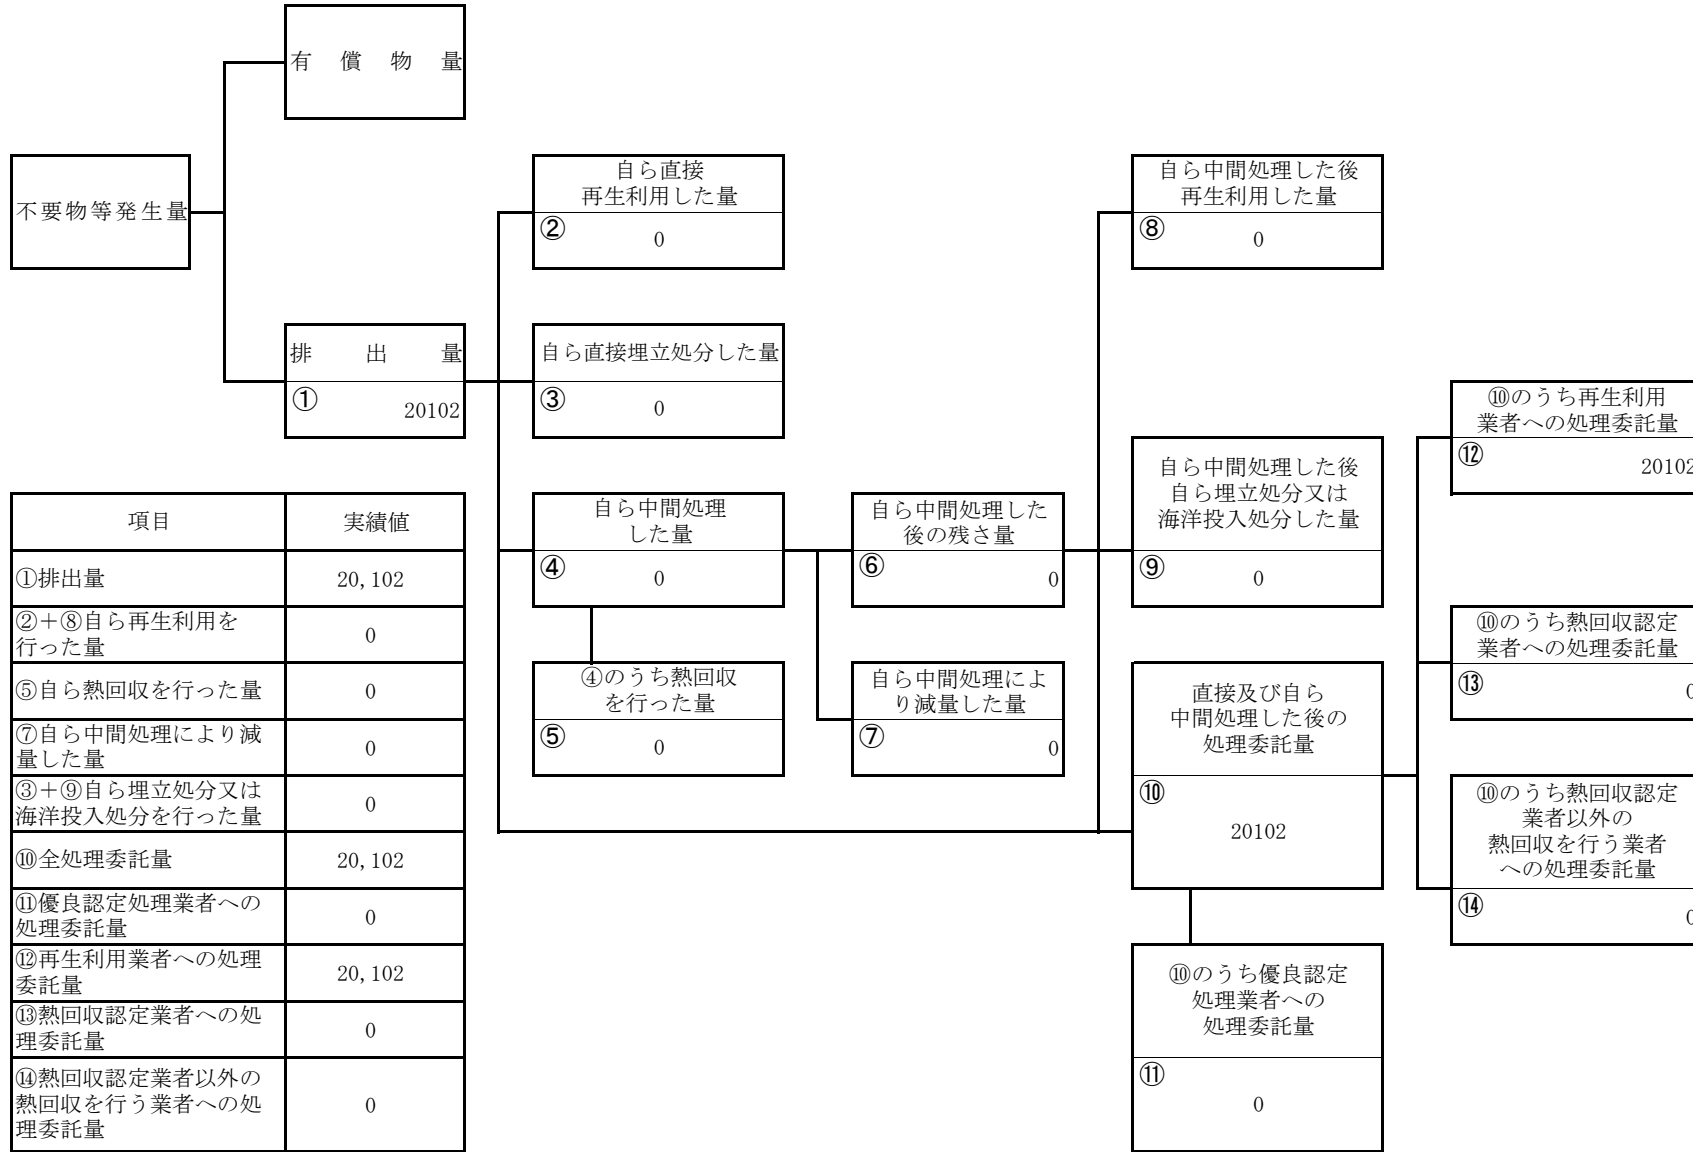 有償物量
不要物等発生量
排出量
①
20102
自ら直接
再生利用した量
②
0
自ら直接埋立処分した量
③
0
自ら中間処理
した量
④
0
④のうち熱回収
を行った量
⑤
0
自ら中間処理した
後の残さ量
⑥
0
自ら中間処理によ
り減量した量
⑦
0
自ら中間処理した後
再生利用した量
⑧
0
自ら中間処理した後
自ら埋立処分又は
海洋投入処分した量
⑨
0
直接及び自ら
中間処理した後の
処理委託量
⑩
20102
⑩のうち優良認定
処理業者への
処理委託量
⑪
0
⑩のうち再生利用
業者への処理委託量
⑫
20102
⑩のうち熱回収認定
業者への処理委託量
⑬
0
⑩のうち熱回収認定
業者以外の
熱回収を行う業者
への処理委託量
⑭
0
項目 実績値
①排出量 20,102
②＋⑧自ら再生利用を
行った量 0
⑤自ら熱回収を行った量 0
⑦自ら中間処理により減
量した量 0
③＋⑨自ら埋立処分又は
海洋投入処分を行った量 0
⑩全処理委託量 20,102
⑪優良認定処理業者への
処理委託量 0
⑫再生利用業者への処理
委託量 20,102
⑬熱回収認定業者への処
理委託量 0
⑭熱回収認定業者以外の
熱回収を行う業者への処
理委託量 0